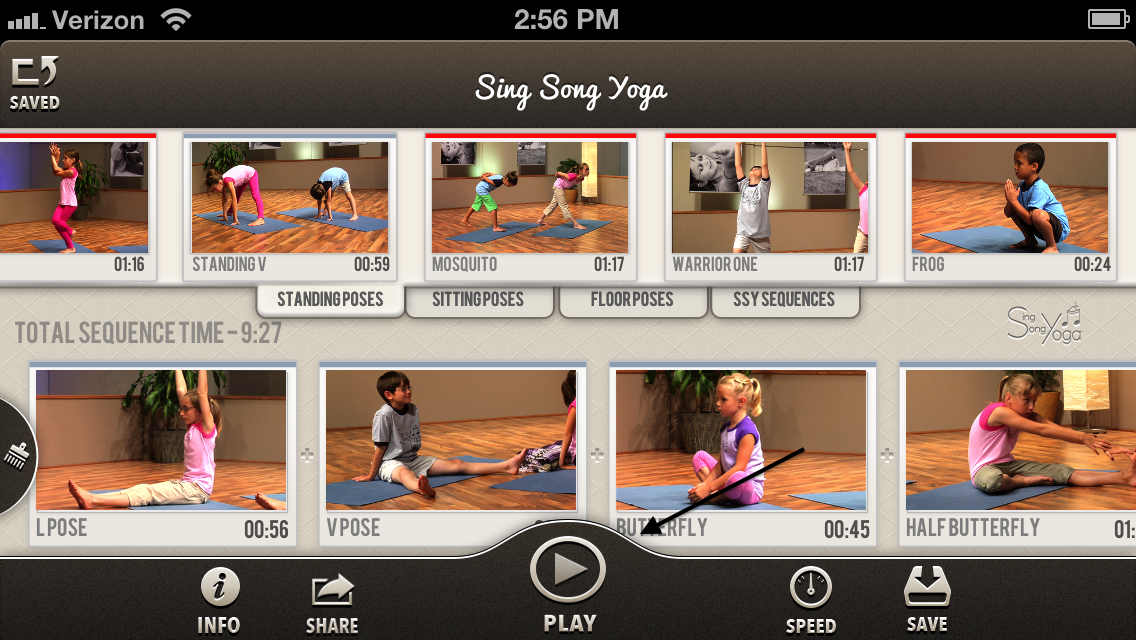 Verizon 2:56 PM
SAVED
Sing Song Yoga
01:16
STANDING V 00:59
MOSQUITO 01:17
WARRIOR ONE 01:17
FROG 00:24
STANDING POSES SITTING POSES FLOOR POSES SSY SEQUENCES
TOTAL SEQUENCE TIME – 9:27
Sing Song Yoga
L POSE 00:56
V POSE
BUTTERFLY 00:45
HALF BUTTERFLY 01:
INFO SHARE PLAY SPEED SAVE